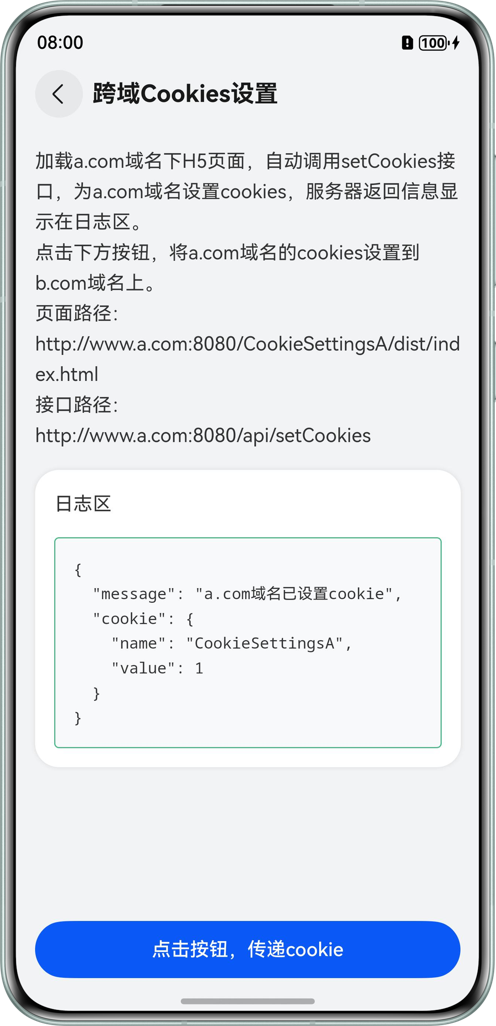 08:00
100
跨域Cookies设置
加载a.com域名下H5页面，自动调用setCookies接
口，为a.com域名设置cookies，服务器返回信息显
示在日志区。
点击下方按钮，将a.com域名的cookies设置到
b.com域名上。
页面路径：
http://www.a.com:8080/CookieSettingsA/dist/ind
ex.html
接口路径：
http://www.a.com:8080/api/setCookies
日志区
{
  "message": "a.com域名已设置cookie",
  "cookie": {
    "name": "CookieSettingsA",
    "value": 1
  }
}
点击按钮，传递cookie